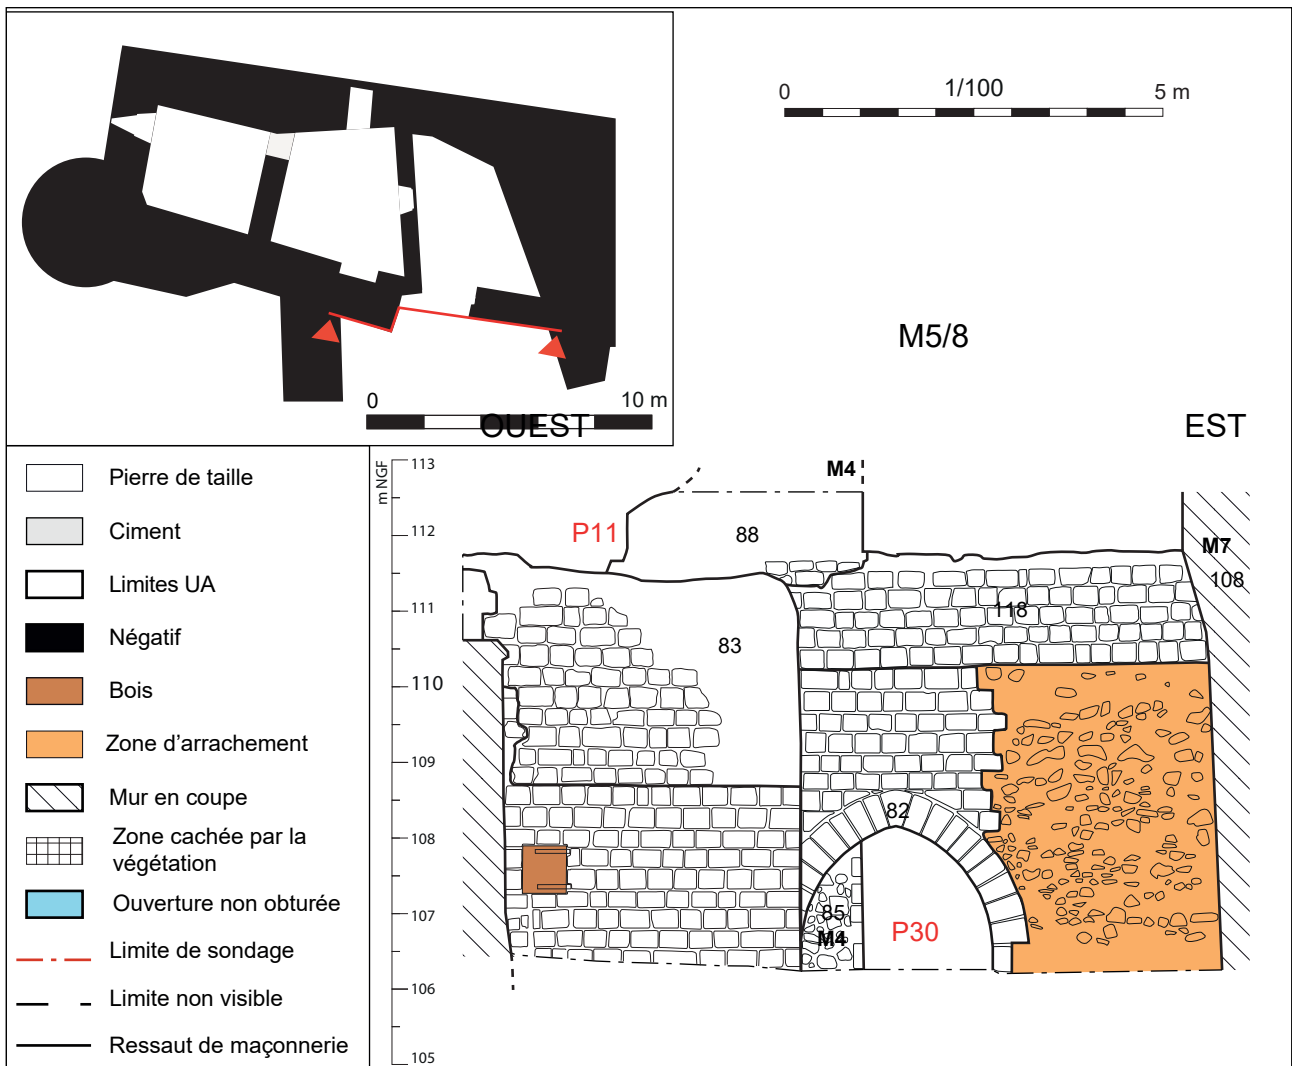 0 1/100 5 m
M5/8
0 10 m
OUEST EST
Pierre de taille
Ciment
Limites UA
Négatif
Bois
Zone d'arrachement
Mur en coupe
Zone cachée par la
végétation
Ouverture non obturée
Limite de sondage
Limite non visible
Ressaut de maçonnerie
m NGF
113
112
111
110
109
108
107
106
105
M4
P11 88
M7
108
118
83
82
85
M4
P30